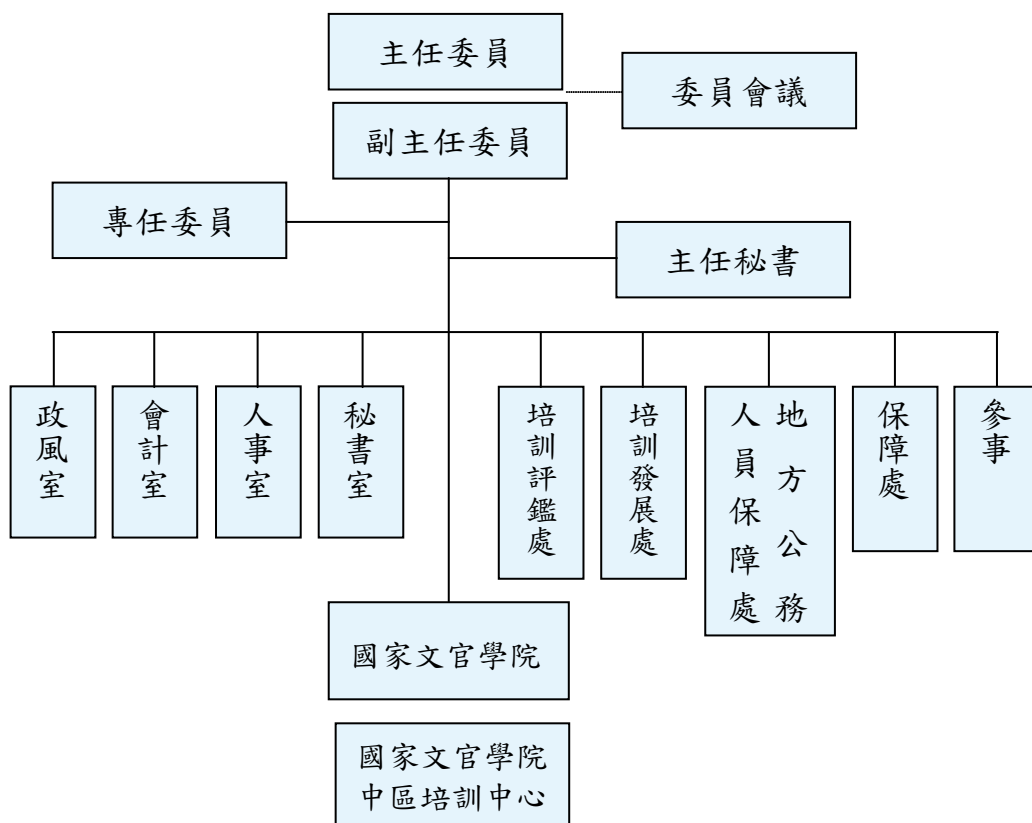 主任委員
委員會議
副主任委員
專任委員
主任秘書
政風室
會計室
人事室
秘書室
培訓評鑑處
培訓發展處
地方公務
人員保障處
保障處
參事
國家文官學院
國家文官學院
中區培訓中心